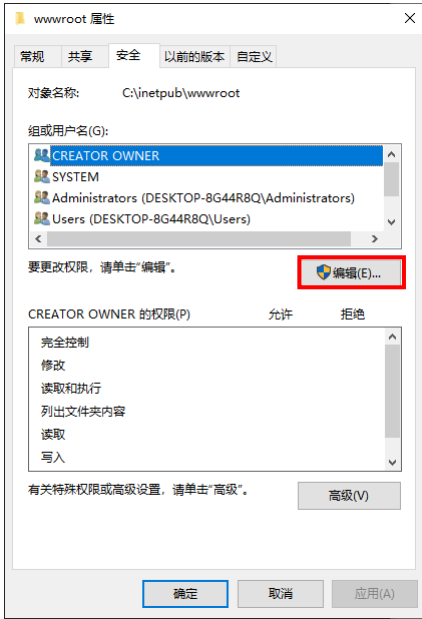 wwwroot 属性
常规 共享 安全 以前的版本 自定义
对象名称: C:\inetpub\wwwroot
组或用户名(G):
CREATOR OWNER
SYSTEM
Administrators (DESKTOP-8G44R8Q\Administrators)
Users (DESKTOP-8G44R8Q\Users)
要更改权限，请单击“编辑”。
编辑(E)...
CREATOR OWNER 的权限(P) 允许 拒绝
完全控制
修改
读取和执行
列出文件夹内容
读取
写入
有关特殊权限或高级设置，请单击“高级”。
高级(V)
确定 取消 应用(A)